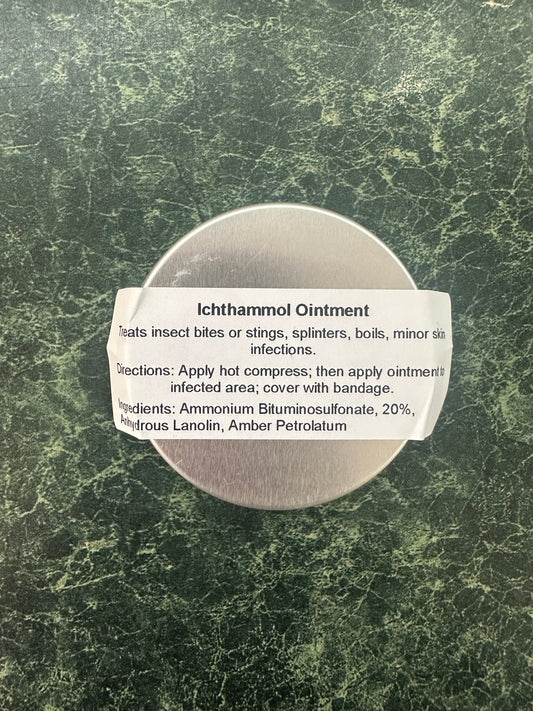 Ichthammol Ointment
Treats insect bites or stings, splinters, boils, minor skin
infections.
Directions: Apply hot compress; then apply ointment to
infected area; cover with bandage.
Ingredients: Ammonium Bituminosulfonate, 20%,
Anhydrous Lanolin, Amber Petrolatum